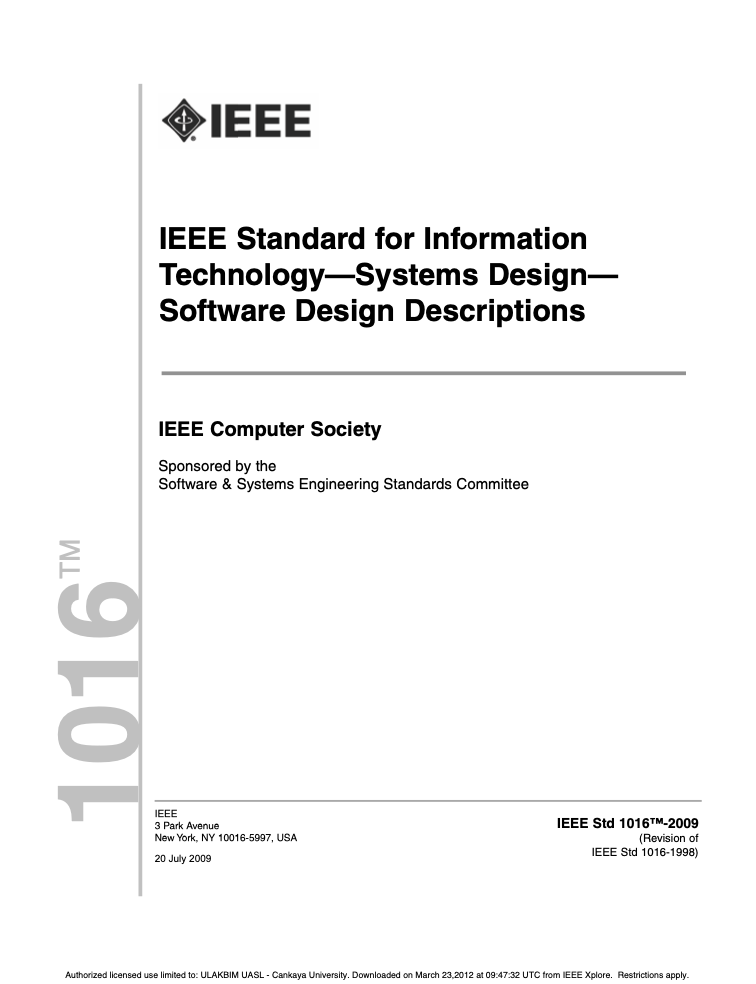 IEEE
IEEE Standard for Information
Technology—Systems Design—
Software Design Descriptions
IEEE Computer Society
Sponsored by the
Software & Systems Engineering Standards Committee
1016™
IEEE
3 Park Avenue
New York, NY 10016-5997, USA
20 July 2009
IEEE Std 1016™-2009
(Revision of
IEEE Std 1016-1998)
Authorized licensed use limited to: ULAKBIM UASL - Cankaya University. Downloaded on March 23,2012 at 09:47:32 UTC from IEEE Xplore.  Restrictions apply.